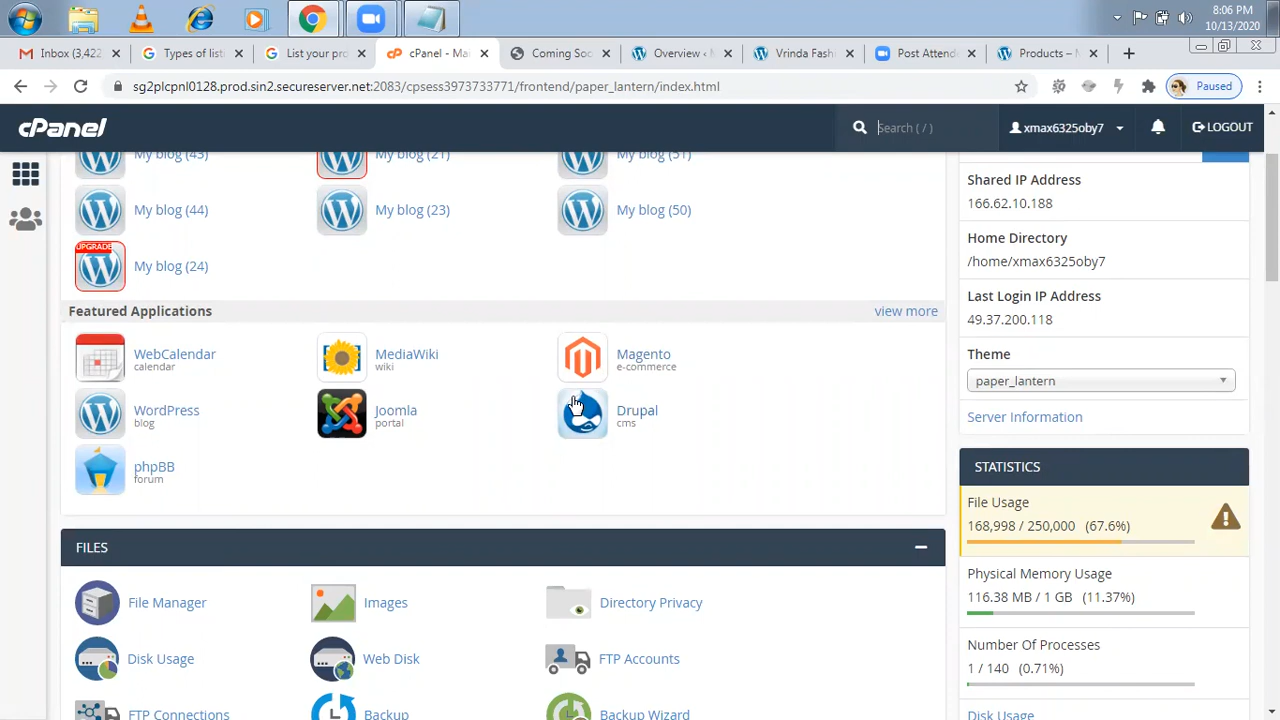 8:06 PM
10/13/2020
Inbox (3,422
Types of list
List your pro
cPanel - Mai
Coming Soo
Overview ‹
Vrinda Fash
Post Attend
Products –
sg2plcpnl0128.prod.sin2.secureserver.net:2083/cpsess3973733771/frontend/paper_lantern/index.html
Paused
cPanel
Search ( / )
xmax6325oby7
LOGOUT
My blog (43)
My blog (21)
My blog (51)
My blog (44)
My blog (23)
My blog (50)
UPGRADE
My blog (24)
Featured Applications
view more
WebCalendar
calendar
MediaWiki
wiki
Magento
e-commerce
WordPress
blog
Joomla
portal
Drupal
cms
phpBB
forum
FILES
File Manager
Images
Directory Privacy
Disk Usage
Web Disk
FTP Accounts
FTP Connections
Backup
Backup Wizard
Shared IP Address
166.62.10.188
Home Directory
/home/xmax6325oby7
Last Login IP Address
49.37.200.118
Theme
paper_lantern
Server Information
STATISTICS
File Usage
168,998 / 250,000 (67.6%)
Physical Memory Usage
116.38 MB / 1 GB (11.37%)
Number Of Processes
1 / 140 (0.71%)
Disk Usage